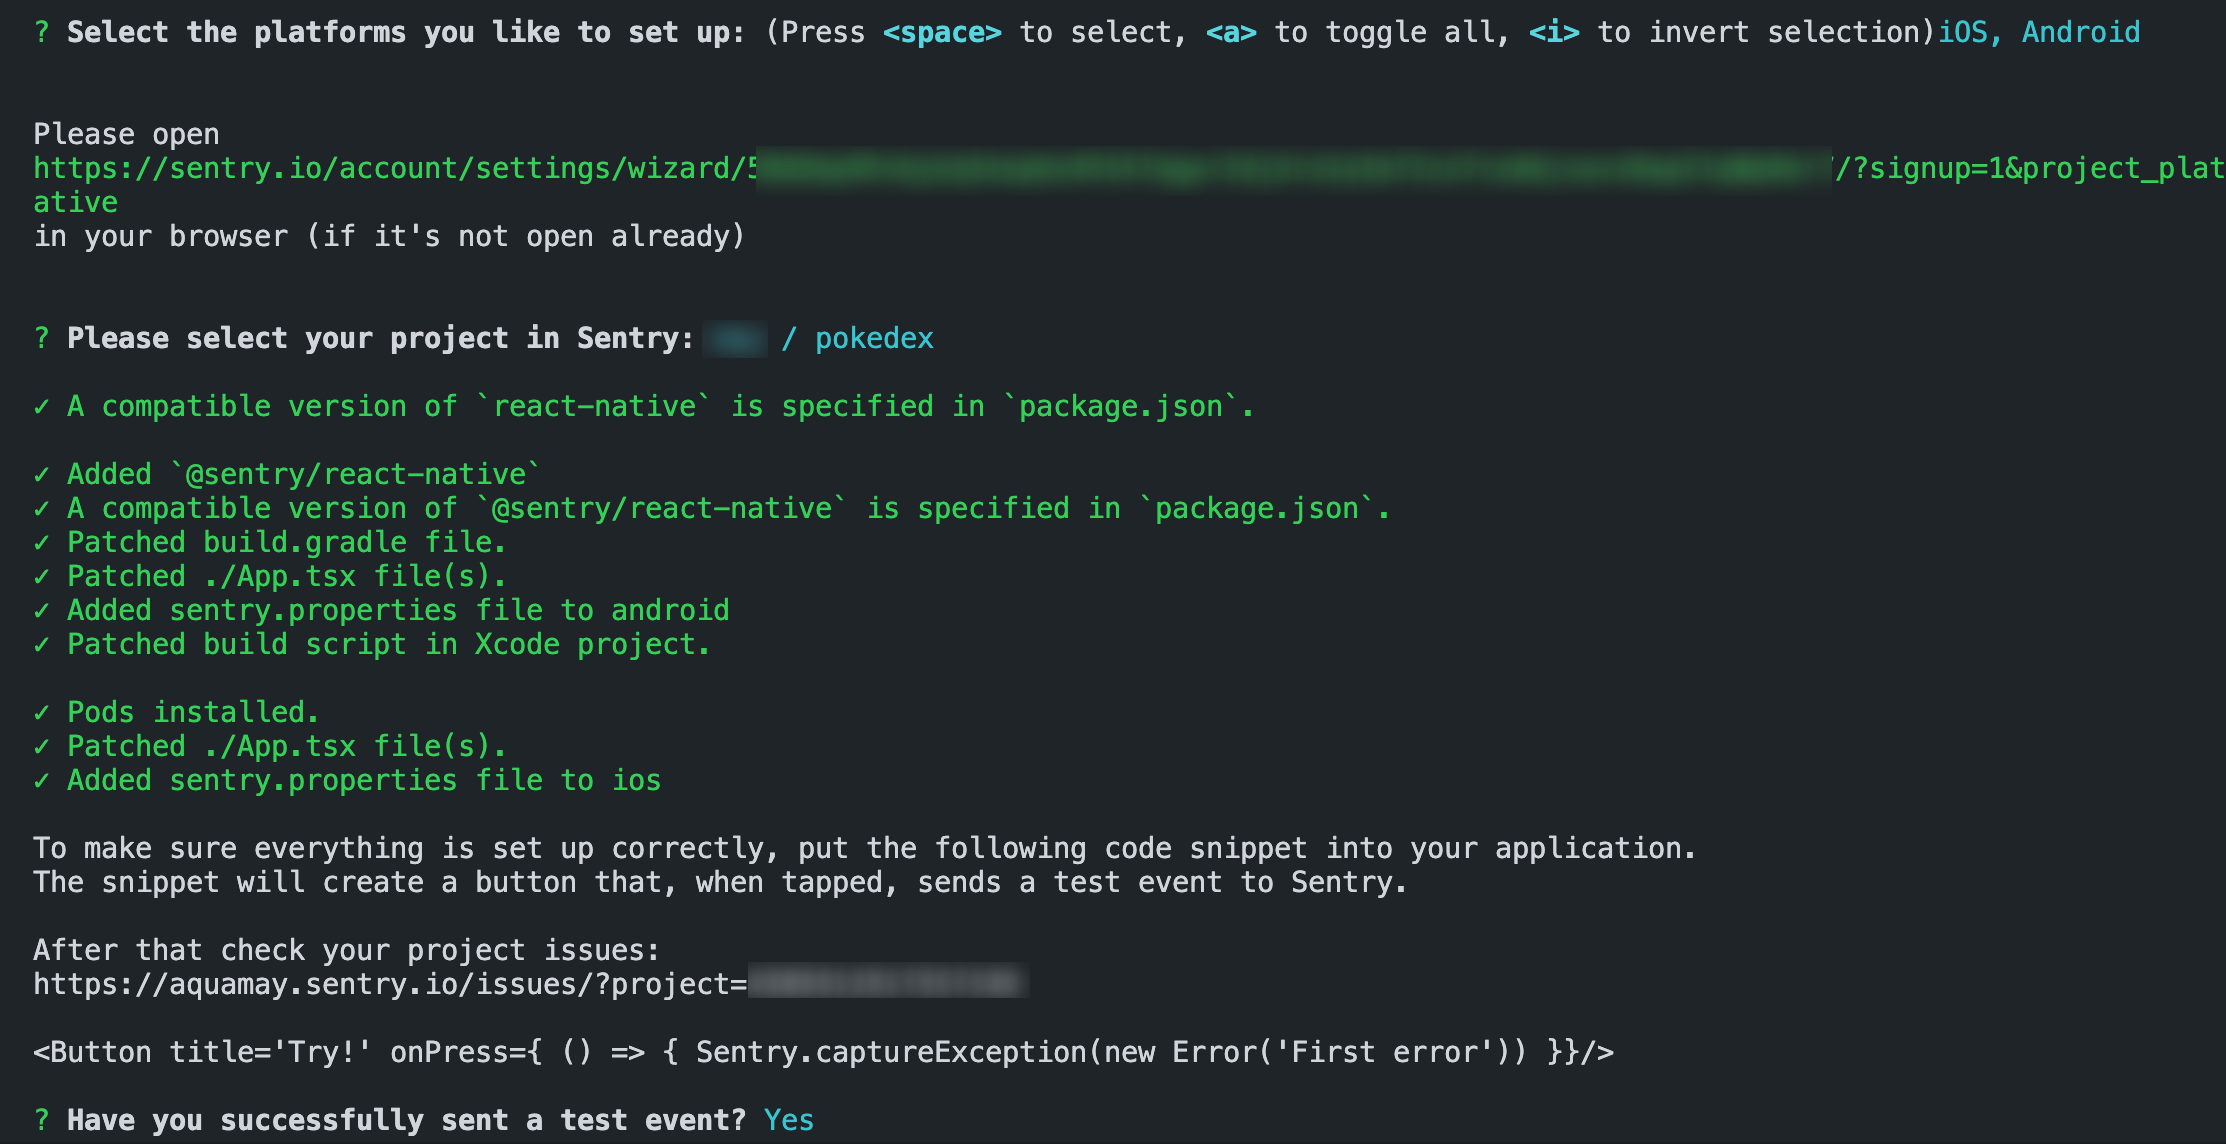 ? Select the platforms you like to set up: (Press <space> to select, <a> to toggle all, <i> to invert selection)iOS, Android
Please open
https://sentry.io/account/settings/wizard/5 /?signup=1&project_plat
ative
in your browser (if it's not open already)
? Please select your project in Sentry: / pokedex
✓ A compatible version of `react-native` is specified in `package.json`.
✓ Added `@sentry/react-native`
✓ A compatible version of `@sentry/react-native` is specified in `package.json`.
✓ Patched build.gradle file.
✓ Patched ./App.tsx file(s).
✓ Added sentry.properties file to android
✓ Patched build script in Xcode project.
✓ Pods installed.
✓ Patched ./App.tsx file(s).
✓ Added sentry.properties file to ios
To make sure everything is set up correctly, put the following code snippet into your application.
The snippet will create a button that, when tapped, sends a test event to Sentry.
After that check your project issues:
https://aquamay.sentry.io/issues/?project=
<Button title='Try!' onPress={ () => { Sentry.captureException(new Error('First error')) }}/>
? Have you successfully sent a test event? Yes